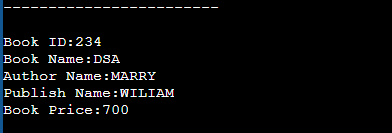 ------------------------
Book ID:234
Book Name:DSA
Author Name:MARRY
Publish Name:WILIAM
Book Price:700